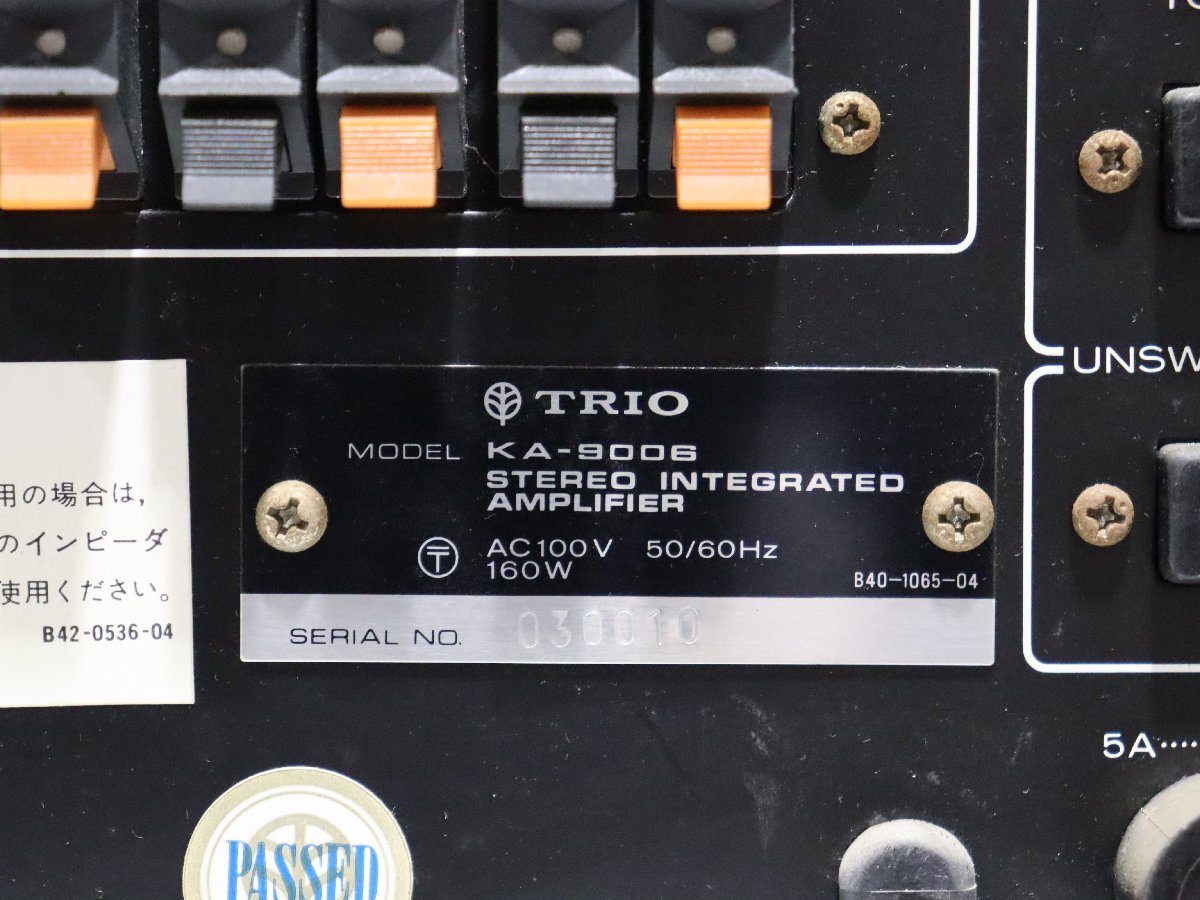 UNSW
TRIO
MODEL KA-9006
STEREO INTEGRATED
AMPLIFIER
〒 AC100V 50/60Hz
160W
B40-1065-04
SERIAL NO. 030010
用の場合は,
のインピーダ
使用ください。
B42-0536-04
5A····
PASSED